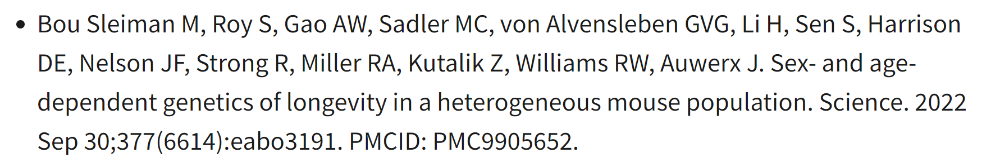 • Bou Sleiman M, Roy S, Gao AW, Sadler MC, von Alvensleben GVG, Li H, Sen S, Harrison
DE, Nelson JF, Strong R, Miller RA, Kutalik Z, Williams RW, Auwerx J. Sex- and age-
dependent genetics of longevity in a heterogeneous mouse population. Science. 2022
Sep 30;377(6614):eabo3191. PMCID: PMC9905652.